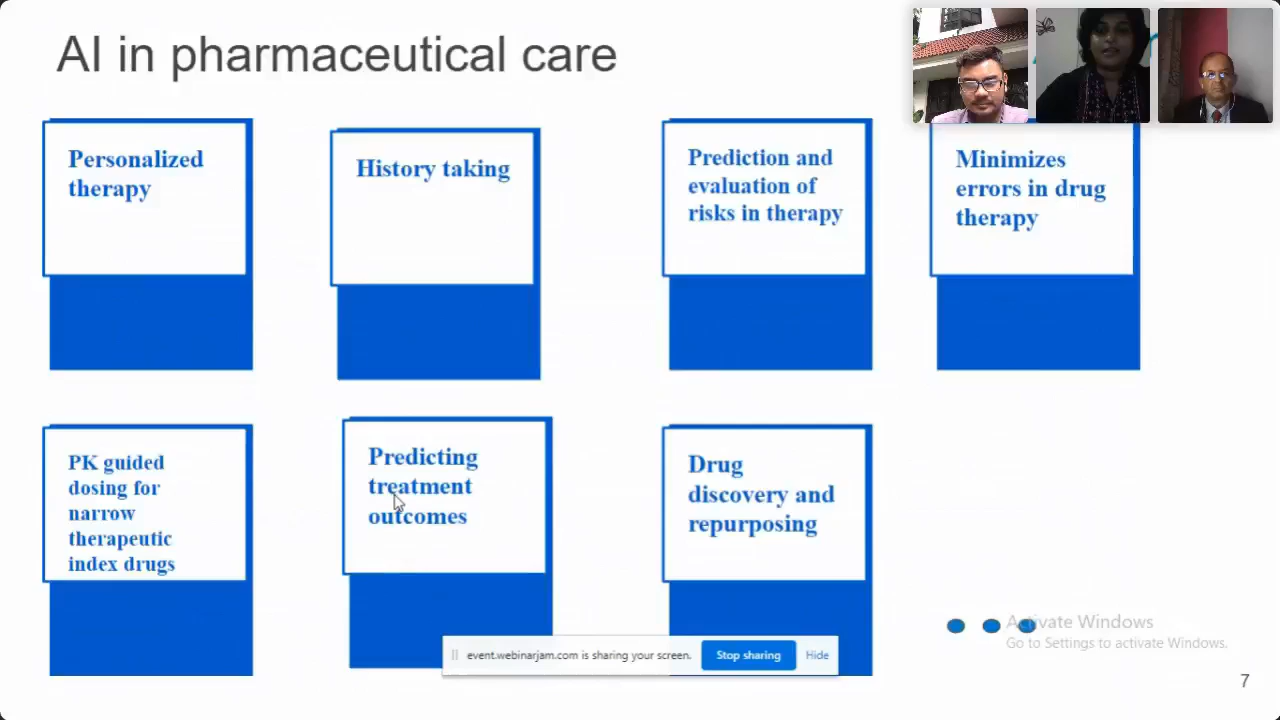 AI in pharmaceutical care
Personalized
therapy
History taking
Prediction and
evaluation of
risks in therapy
Minimizes
errors in drug
therapy
PK guided
dosing for
narrow
therapeutic
index drugs
Predicting
treatment
outcomes
Drug
discovery and
repurposing
Activate Windows
Go to Settings to activate Windows.
event.webinarjam.com is sharing your screen.
Stop sharing
Hide
7